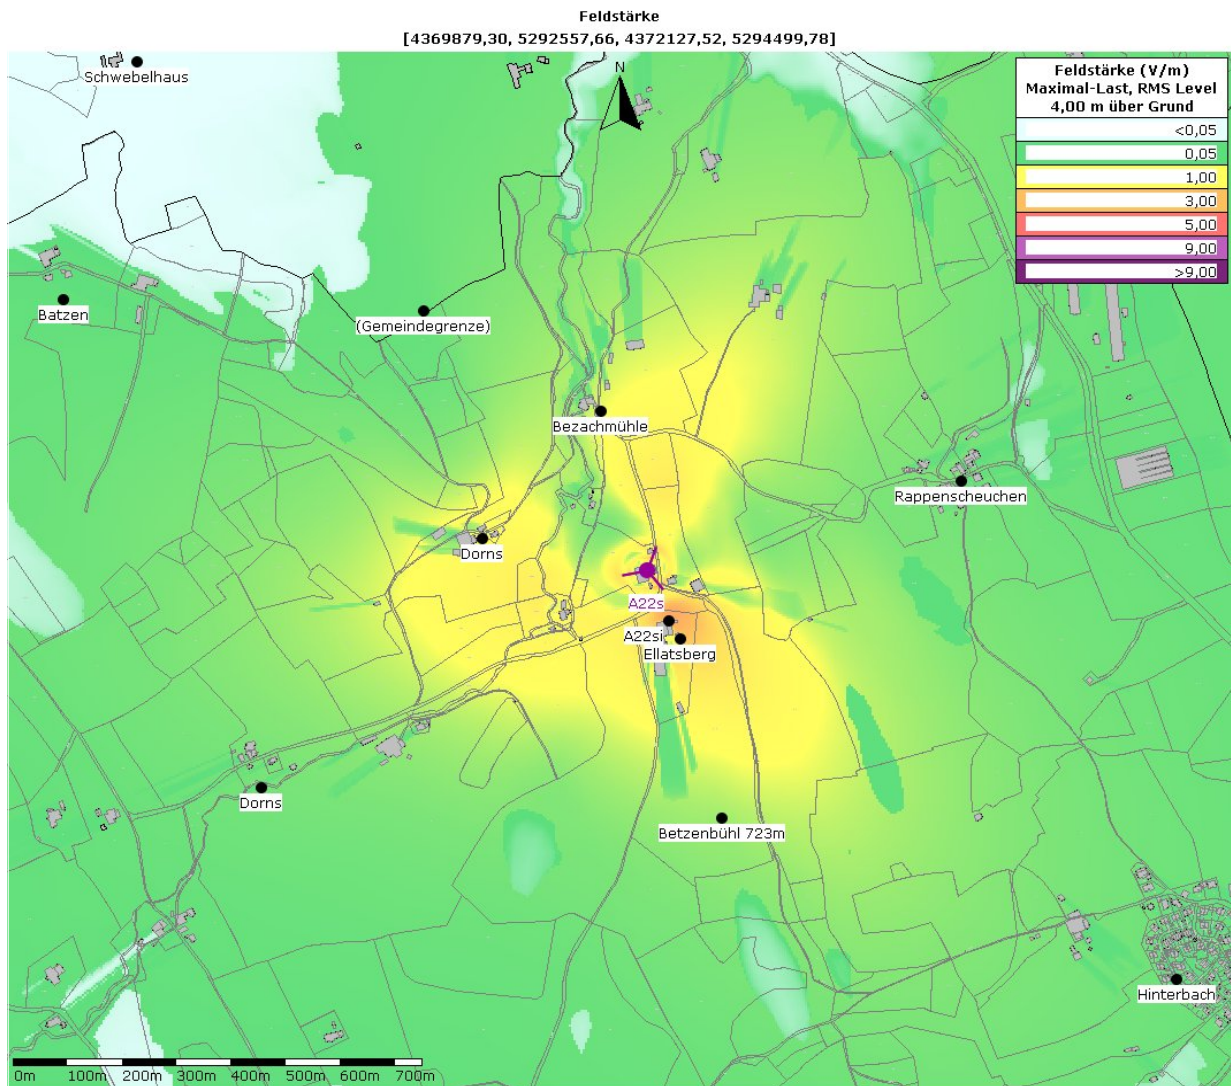 Feldstärke
[4369879,30, 5292557,66, 4372127,52, 5294499,78]
Schwebelhaus
N
Feldstärke (V/m)
Maximal-Last, RMS Level
4,00 m über Grund
<0,05
0,05
1,00
3,00
5,00
9,00
>9,00
Batzen
(Gemeindegrenze)
Bezachmühle
Rappenscheuchen
Dorns
A22s
A22si
Ellatsberg
Dorns
Betzenbühl 723m
Hinterbach
0m 100m 200m 300m 400m 500m 600m 700m